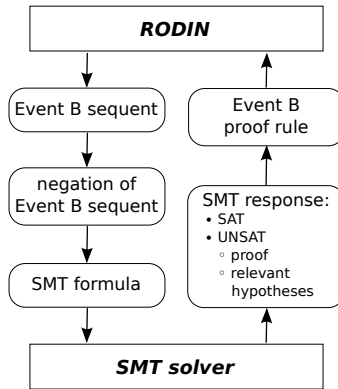 RODIN
Event B sequent
negation of
Event B sequent
SMT formula
Event B
proof rule
SMT response:
• SAT
• UNSAT
◦ proof
◦ relevant
hypotheses
SMT solver